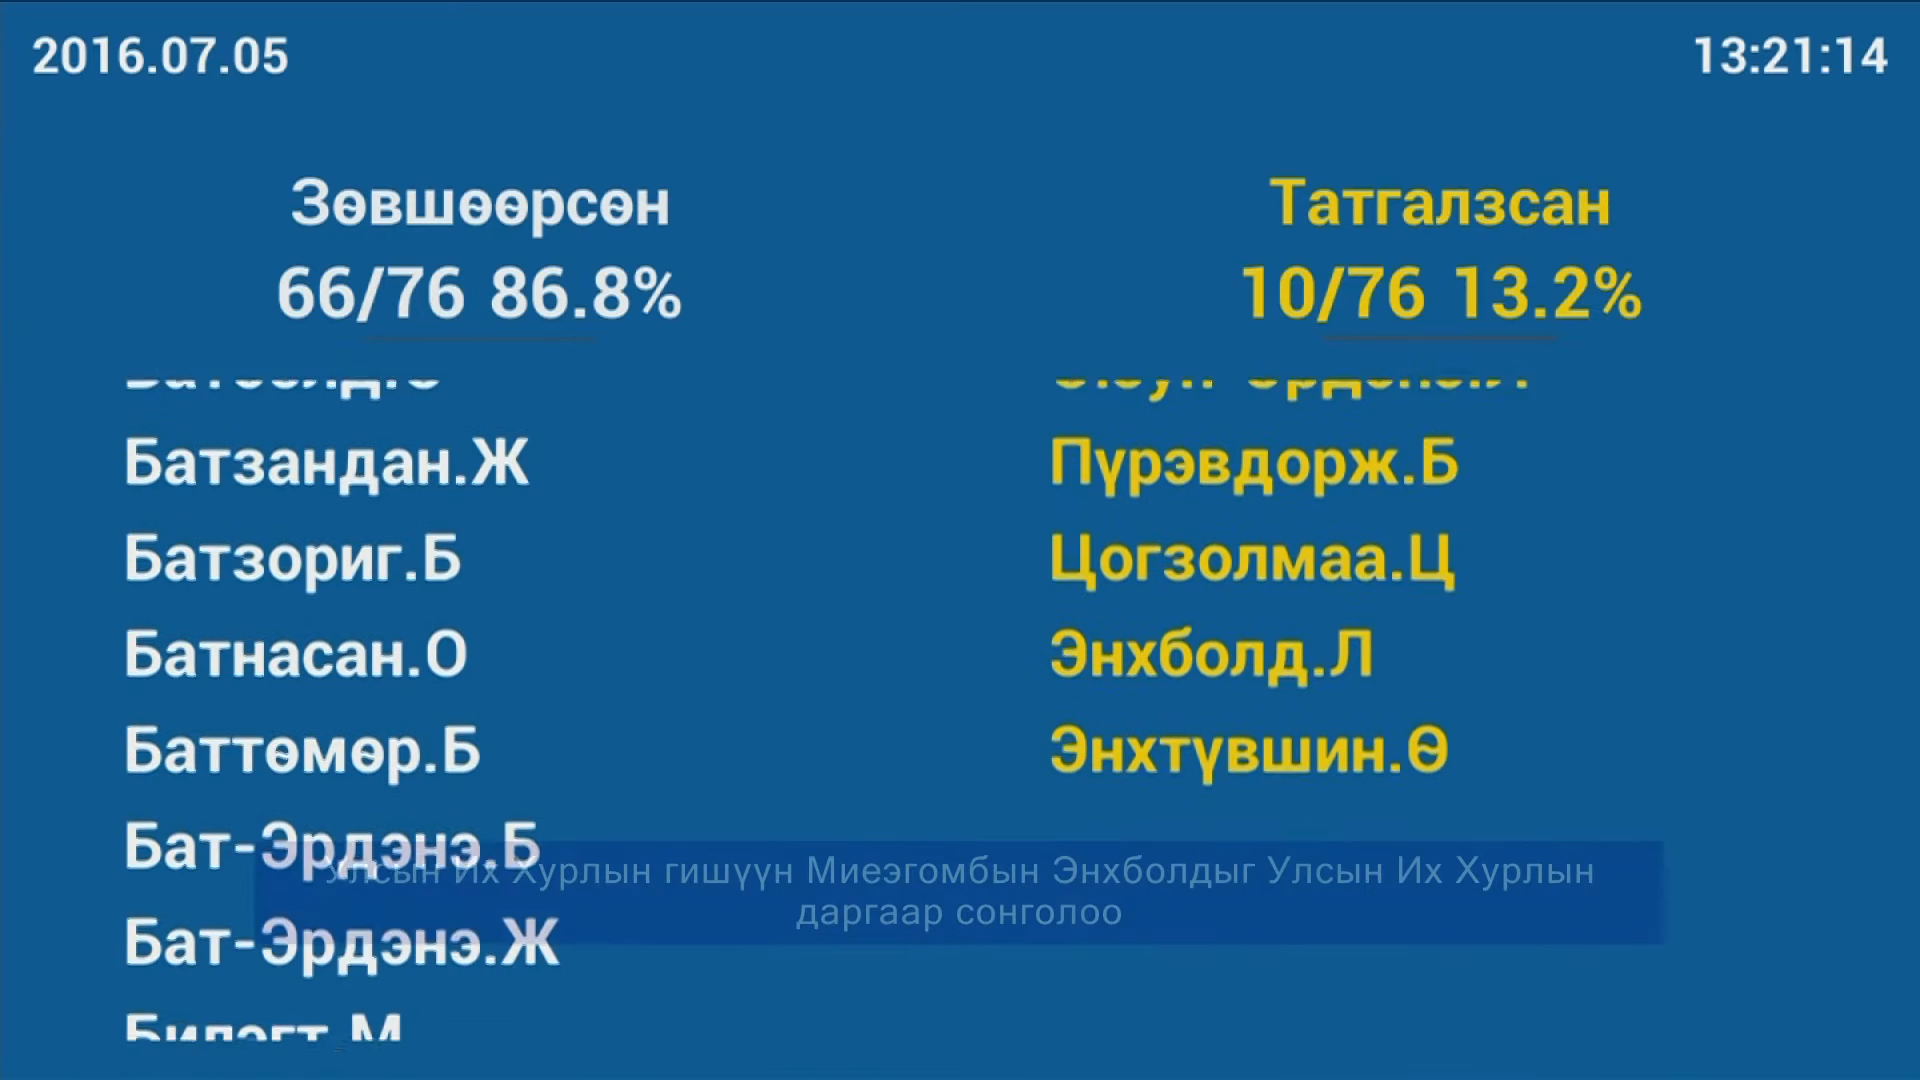 2016.07.05
13:21:14
Зөвшөөрсөн
66/76 86.8%
Татгалзсан
10/76 13.2%
Батзандан.Ж
Батзориг.Б
Батнасан.О
Баттөмөр.Б
Бат-Эрдэнэ.Б
Бат-Эрдэнэ.Ж
Билэгт.М
Пүрэвдорж.Б
Цогзолмаа.Ц
Энхболд.Л
Энхтүвшин.Ө
Улсын Их Хурлын гишүүн Миеэгомбын Энхболдыг Улсын Их Хурлын
даргаар сонголоо